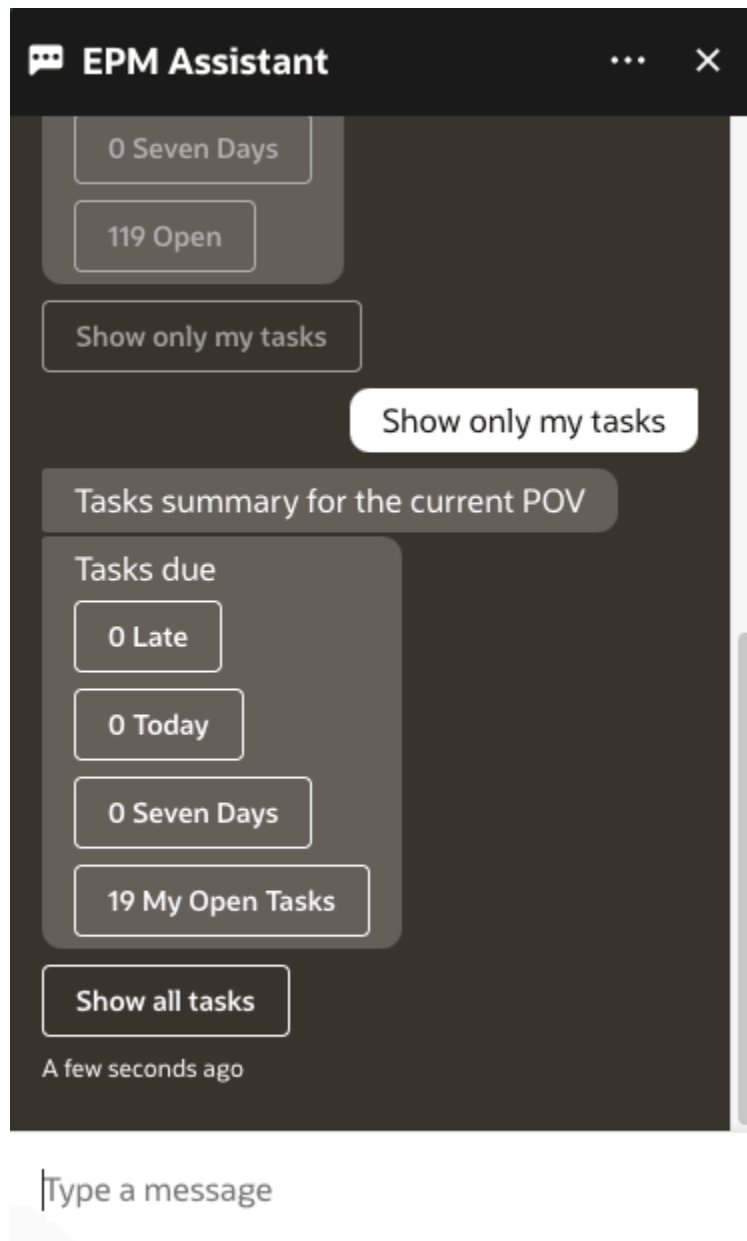 EPM Assistant
0 Seven Days
119 Open
Show only my tasks
Show only my tasks
Tasks summary for the current POV
Tasks due
0 Late
0 Today
0 Seven Days
19 My Open Tasks
Show all tasks
A few seconds ago
Type a message